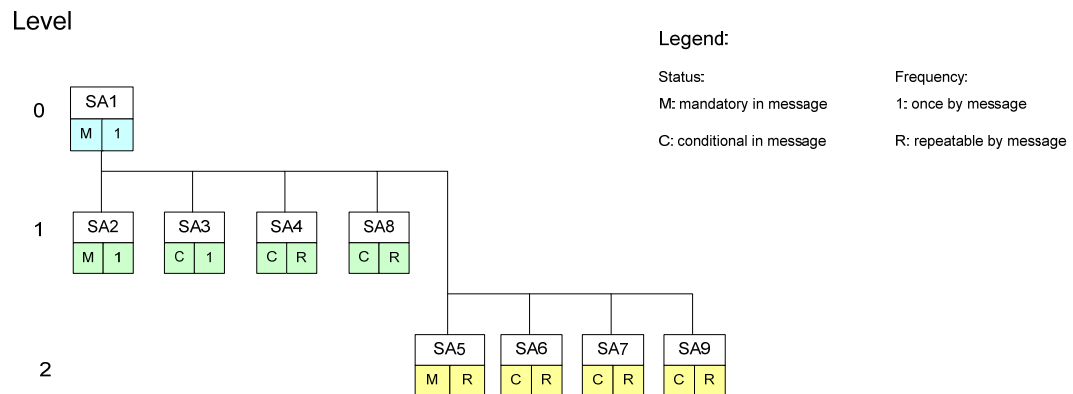 Level
Legend:
Status:
Frequency:
M: mandatory in message
1: once by message
C: conditional in message
R: repeatable by message
0
SA1
M 1
1
SA2 SA3 SA4 SA8
M 1 C 1 C R C R
2
SA5 SA6 SA7 SA9
M R C R C R C R